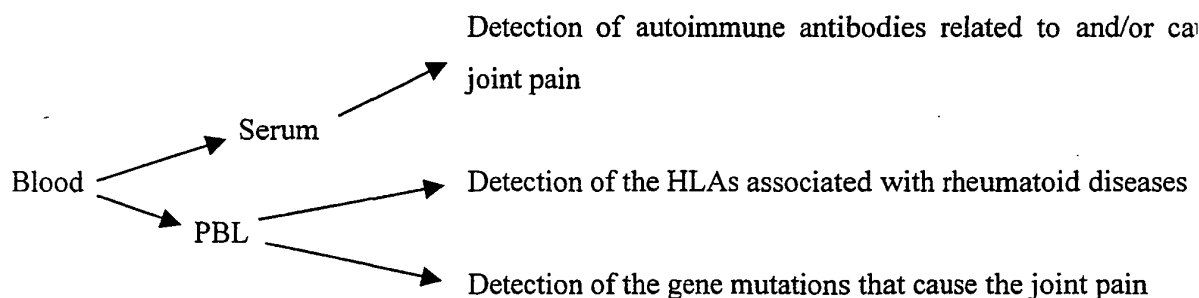 Detection of autoimmune antibodies related to and/or
joint pain
Serum
Blood
Detection of the HLAs associated with rheumatoid diseases
PBL
Detection of the gene mutations that cause the joint pain